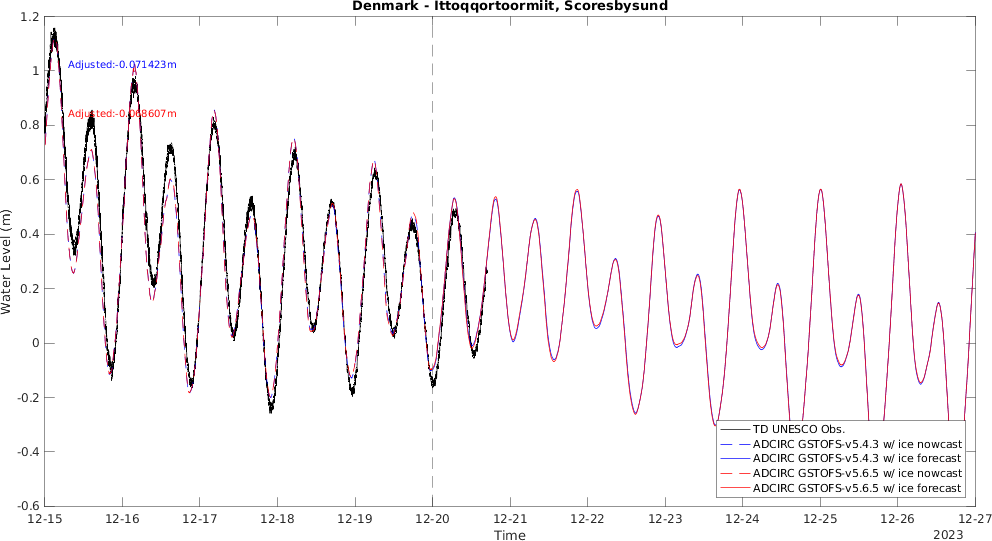 Denmark - Ittoqqortoormiit, Scoresbysund
1.2
1
0.8
0.6
0.4
0.2
0
-0.2
-0.4
-0.6
Water Level (m)
Adjusted:-0.071423m
Adjusted:-0.068607m
TD UNESCO Obs.
ADCIRC GSTOFS-v5.4.3 w/ ice nowcast
ADCIRC GSTOFS-v5.4.3 w/ ice forecast
ADCIRC GSTOFS-v5.6.5 w/ ice nowcast
ADCIRC GSTOFS-v5.6.5 w/ ice forecast
12-15 12-16 12-17 12-18 12-19 12-20 12-21 12-22 12-23 12-24 12-25 12-26 12-27
Time
2023